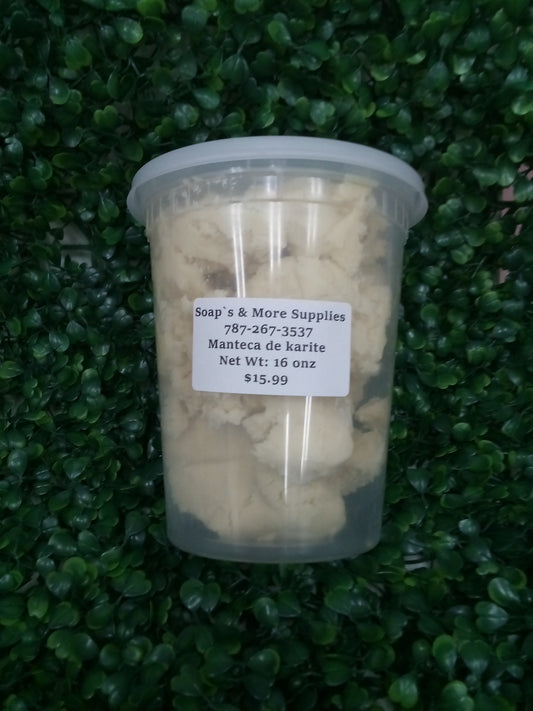 Soap`s & More Supplies
787-267-3537
Manteca de karite
Net Wt: 16 onz
$15.99